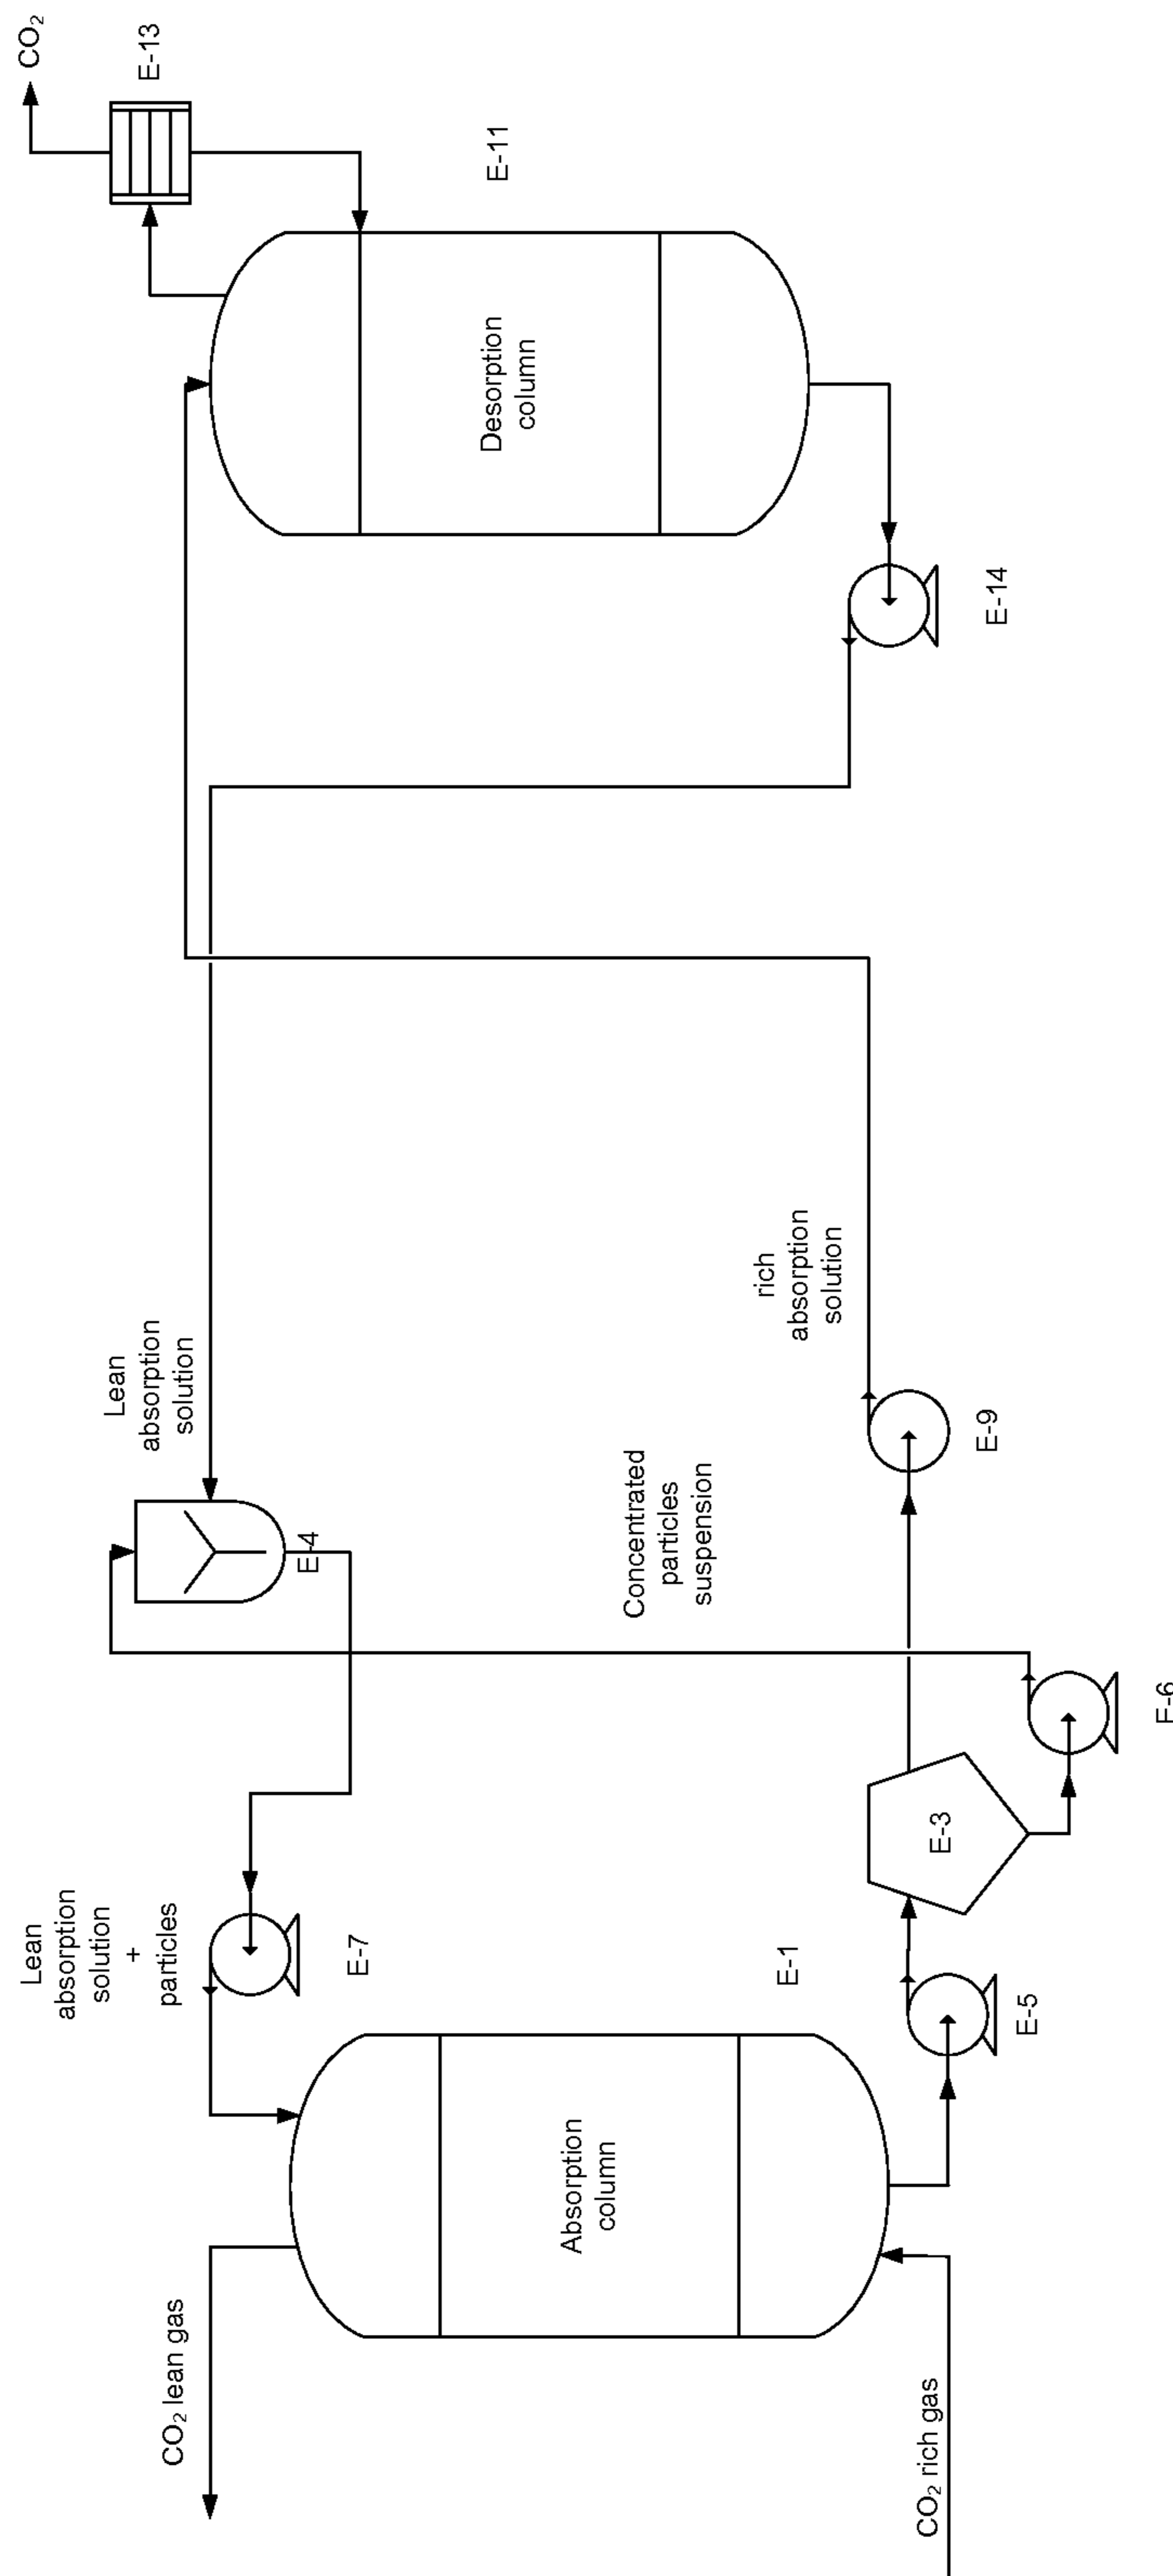 CO₂ lean gas
CO₂ rich gas
Absorption
column
E-1
Lean
absorption
solution
+
particles
E-7
E-5
E-3
E-6
E-4
Concentrated
particles
suspension
Lean
absorption
solution
E-9
rich
absorption
solution
E-14
Desorption
column
E-11
E-13
CO₂